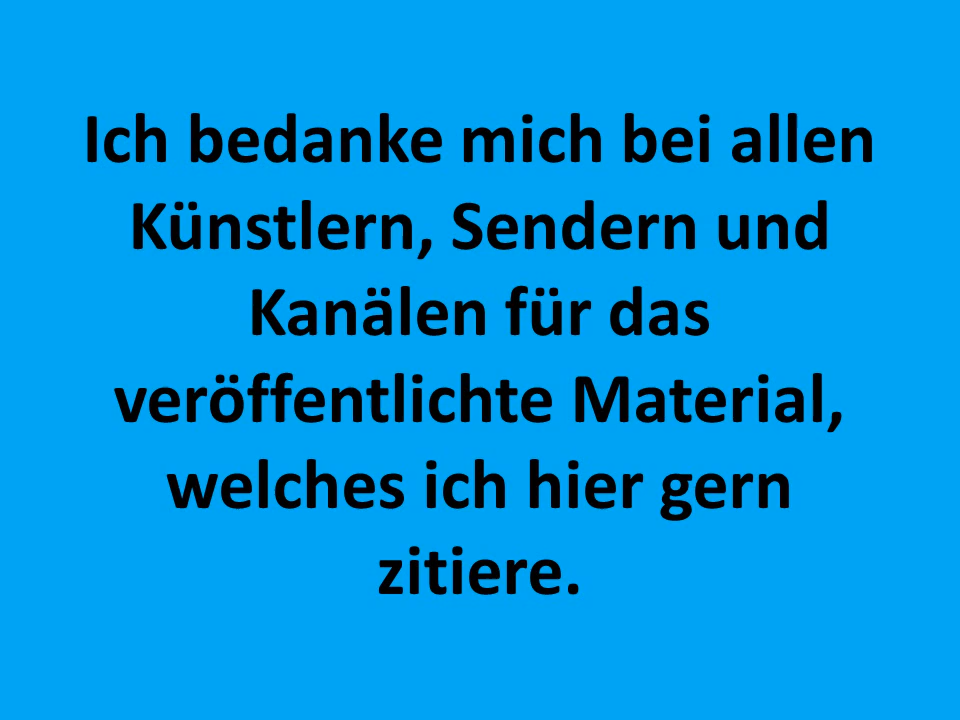 Ich bedanke mich bei allen
Künstlern, Sendern und
Kanälen für das
veröffentlichte Material,
welches ich hier gern
zitiere.